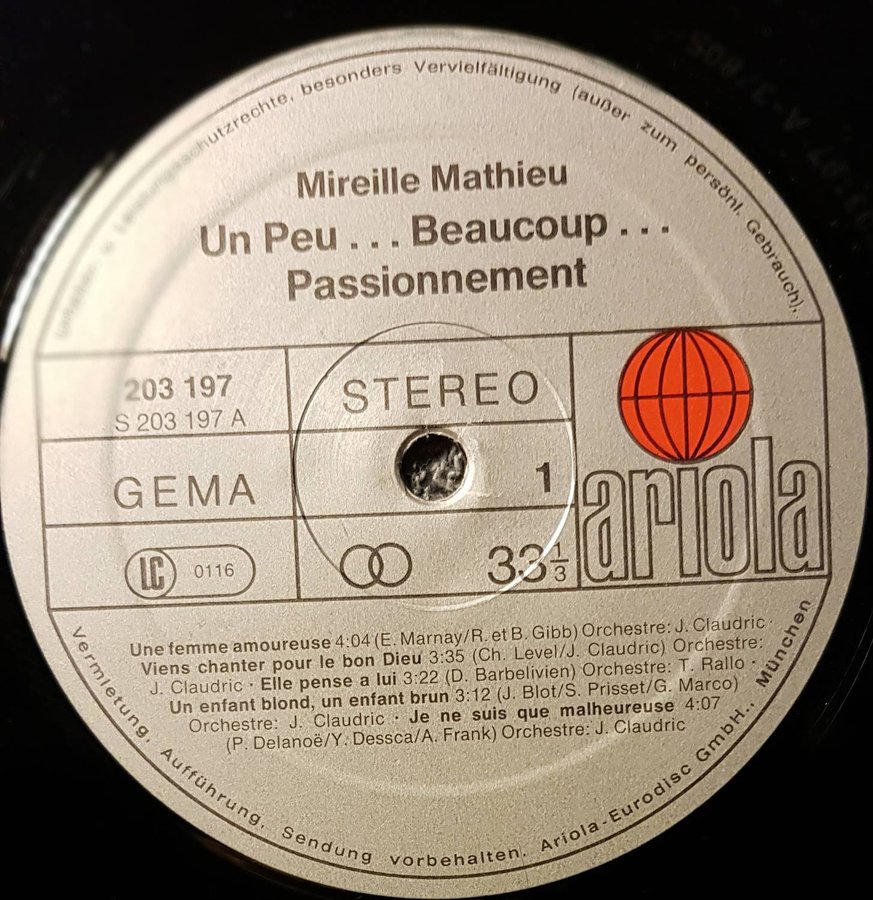 Leistungsschutzrechte, besonders Vervielfältigung (außer zum persönl. Gebrauch),
Mireille Mathieu
Un Peu . . . Beaucoup . . .
Passionnement
203 197
S 203 197 A
STEREO
GEMA
1
LC 0116
33 1/3
ariola
Une femme amoureuse 4:04 (E. Marnay/R. et B. Gibb) Orchestre: J. Claudric ·
Viens chanter pour le bon Dieu 3:35 (Ch. Level/J. Claudric) Orchestre:
J. Claudric · Elle pense a lui 3:22 (D. Barbelivien) Orchestre: T. Rallo ·
Un enfant blond, un enfant brun 3:12 (J. Blot/S. Prisset/G. Marco)
Orchestre: J. Claudric · Je ne suis que malheureuse 4:07
(P. Delanoë/Y. Dessca/A. Frank) Orchestre: J. Claudric
Vermietung, Aufführung, Sendung vorbehalten. Ariola-Eurodisc GmbH., München